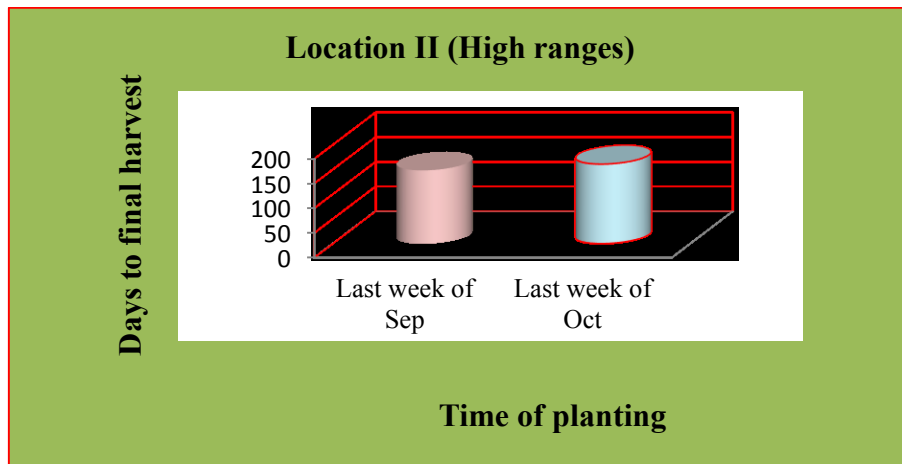 Location II (High ranges)
Days to final harvest
200
150
100
50
0
Last week of
Sep
Last week of
Oct
Time of planting